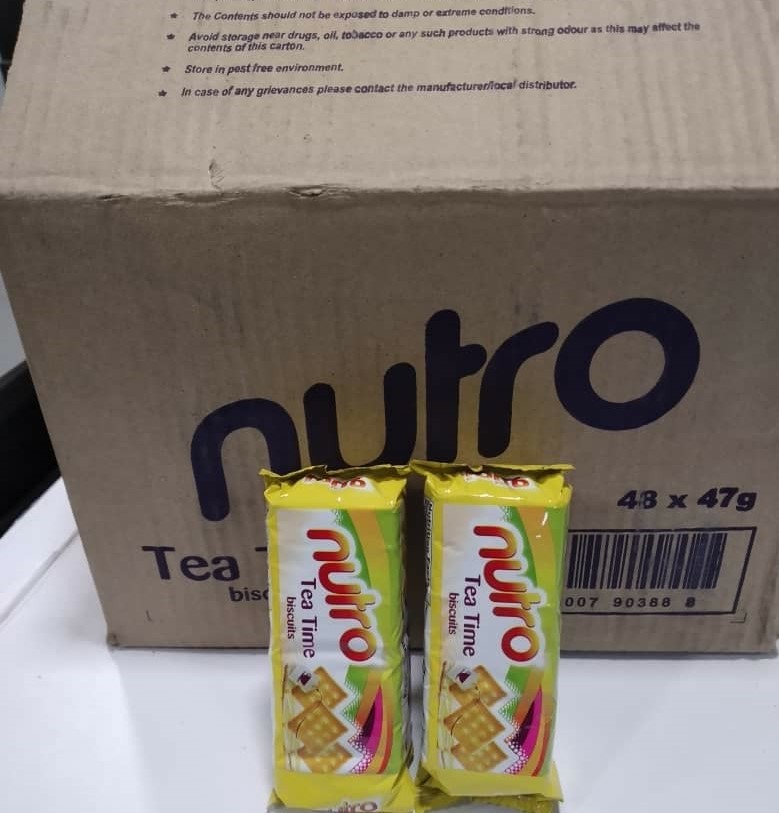 * The Contents should not be exposed to damp or extreme conditions.
* Avoid storage near drugs, oil, tobacco or any such products with strong odour as this may affect the
contents of this carton.
* Store in pest free environment.
* In case of any grievances please contact the manufacturer/local distributor.
nutro
48 x 47g
Tea
007 90388 8
nutro
Tea Time
biscuits
nutro
Tea Time
biscuits